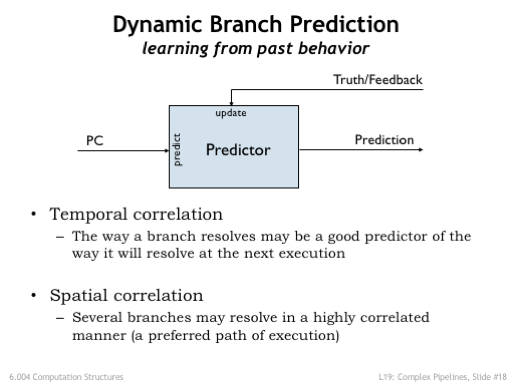 Dynamic Branch Prediction
learning from past behavior
Truth/Feedback
update
PC
predict
Predictor
Prediction
• Temporal correlation
– The way a branch resolves may be a good predictor of the
way it will resolve at the next execution
• Spatial correlation
– Several branches may resolve in a highly correlated
manner (a preferred path of execution)
6.004 Computation Structures
L19: Complex Pipelines, Slide #18